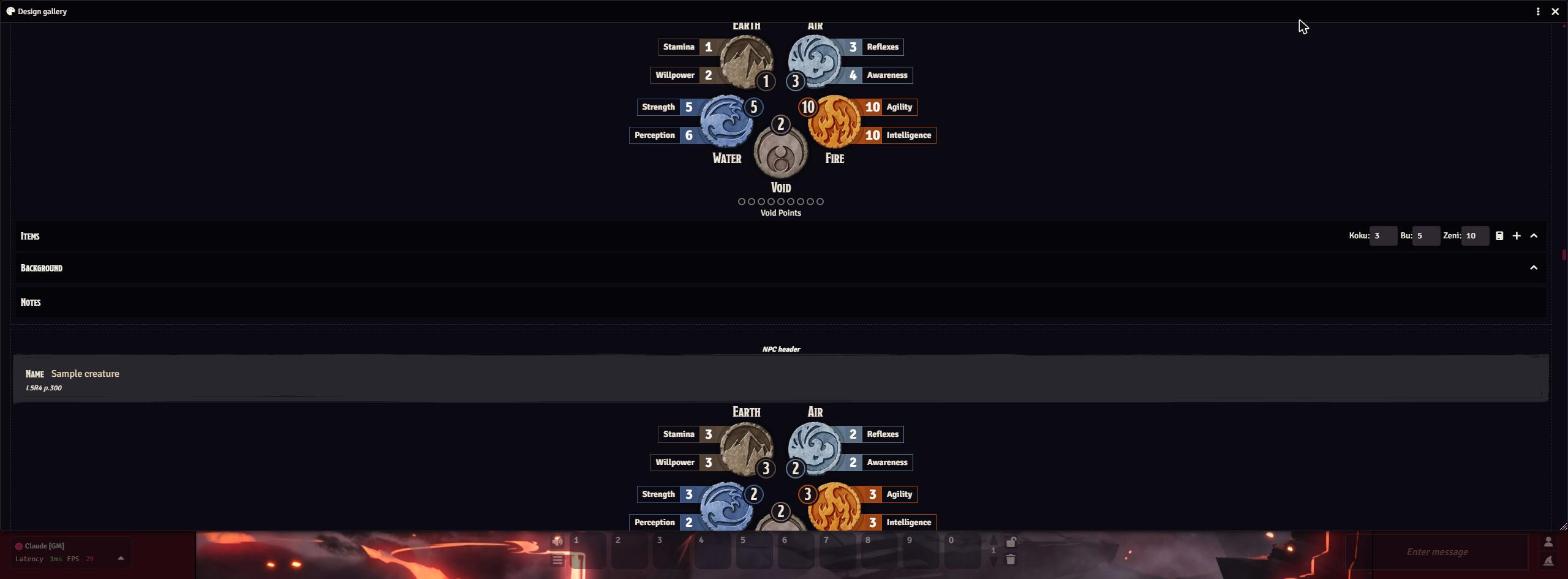 Design gallery
EARTH AIR
Stamina 1 3 Reflexes
Willpower 2 1 3 4 Awareness
Strength 5 5 10 10 Agility
2
Perception 6 10 Intelligence
WATER FIRE
VOID
Void Points
ITEMS Koku: 3 Bu: 5 Zeni: 10
BACKGROUND
NOTES
NPC header
NAME Sample creature
L5R4 p.300
EARTH AIR
Stamina 3 2 Reflexes
Willpower 3 3 2 2 Awareness
Strength 3 2 3 3 Agility
2
Perception 2 3 Intelligence
Claude [GM]
Latency 3ms FPS 29
1 2 3 4 5 6 7 8 9 0 1
Enter message